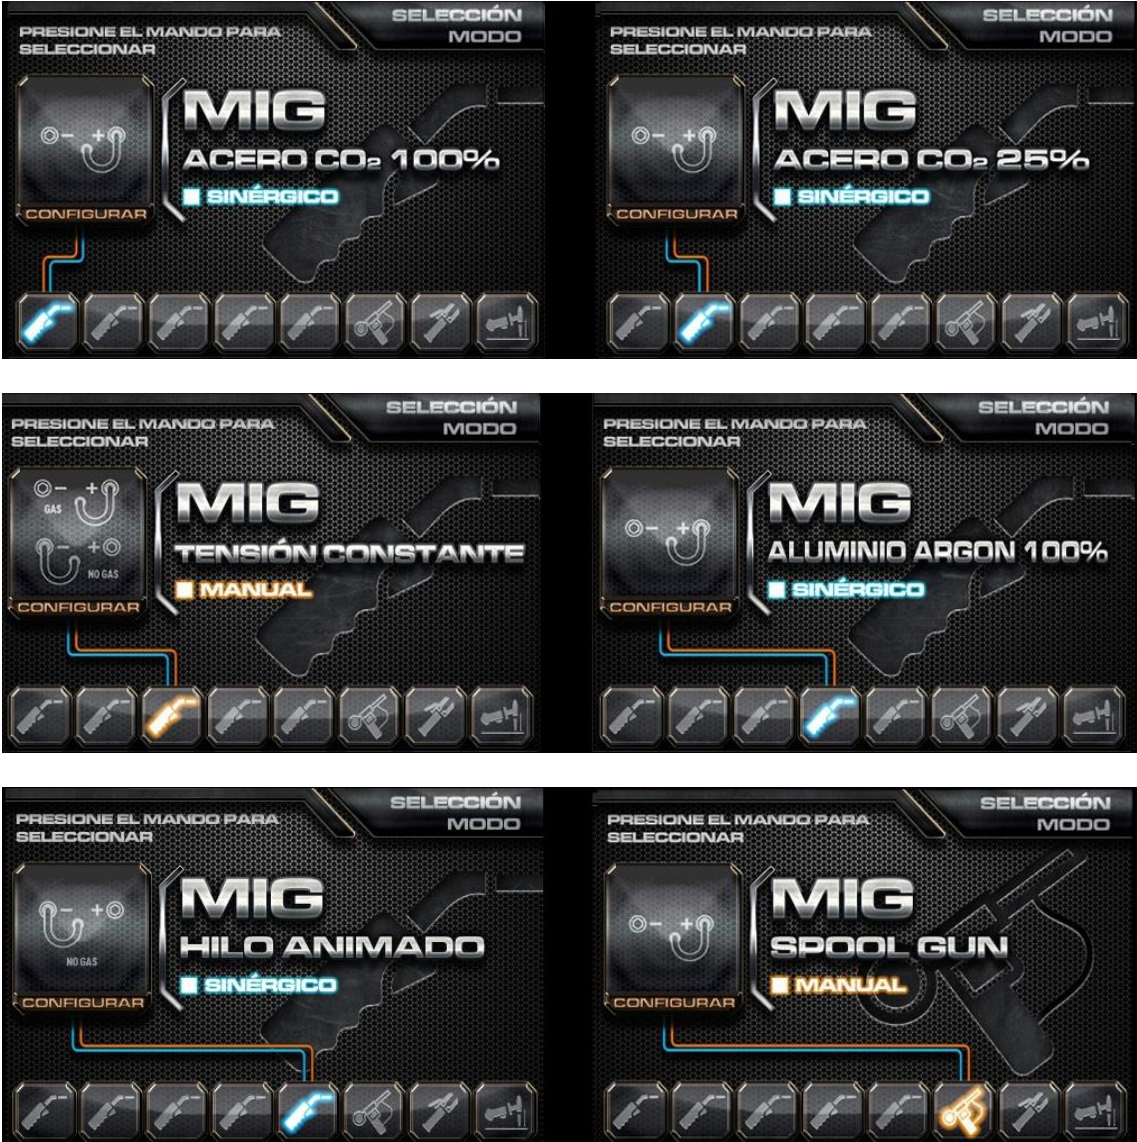 SELECCIÓN
MODO
PRESIONE EL MANDO PARA
SELECCIONAR
MIG
ACERO CO₂ 100%
SINÉRGICO
CONFIGURAR
SELECCIÓN
MODO
PRESIONE EL MANDO PARA
SELECCIONAR
MIG
ACERO CO₂ 25%
SINÉRGICO
CONFIGURAR
SELECCIÓN
MODO
PRESIONE EL MANDO PARA
SELECCIONAR
GAS
NO GAS
MIG
TENSIÓN CONSTANTE
MANUAL
CONFIGURAR
SELECCIÓN
MODO
PRESIONE EL MANDO PARA
SELECCIONAR
MIG
ALUMINIO ARGON 100%
SINÉRGICO
CONFIGURAR
SELECCIÓN
MODO
PRESIONE EL MANDO PARA
SELECCIONAR
MIG
HILO ANIMADO
NO GAS
SINÉRGICO
CONFIGURAR
SELECCIÓN
MODO
PRESIONE EL MANDO PARA
SELECCIONAR
MIG
SPOOL GUN
MANUAL
CONFIGURAR